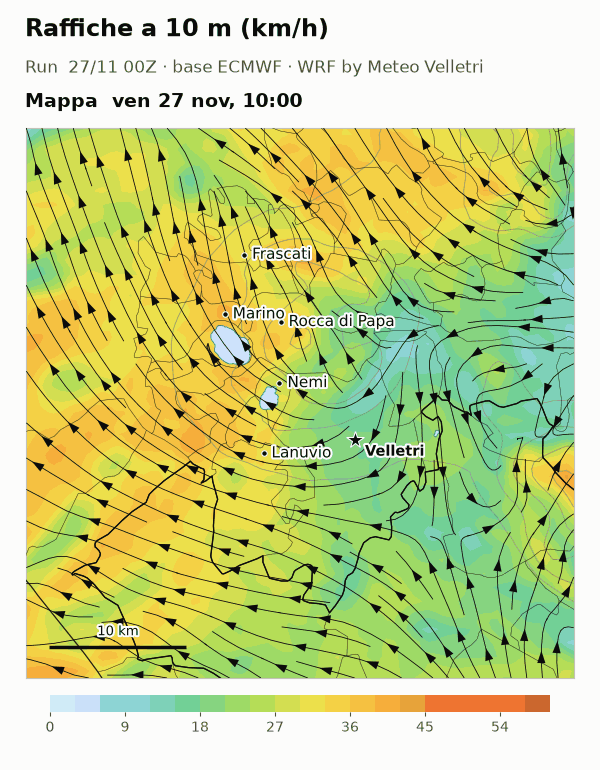 Raffiche a 10 m (km/h)
Run  27/11 00Z · base ECMWF · WRF by Meteo Velletri
Mappa  ven 27 nov, 10:00
Frascati
Marino
Rocca di Papa
Nemi
Velletri
Lanuvio
10 km
0 9 18 27 36 45 54